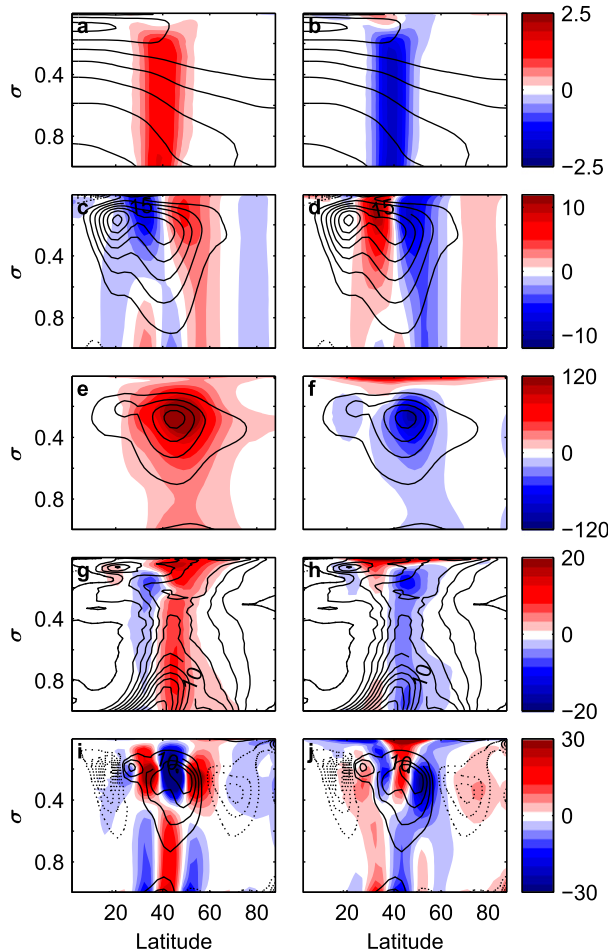 a b 2.5
σ 0.4 0
0.8 −2.5
c 15 d 15 10
σ 0.4 0
0.8 −10
e f 120
σ 0.4 0
0.8 −120
g h 20
σ 0.4 0
0.8 10 10 −20
i 10 j 10 30
σ 0.4 0
0.8 −30
20 40 60 80 20 40 60 80
Latitude Latitude